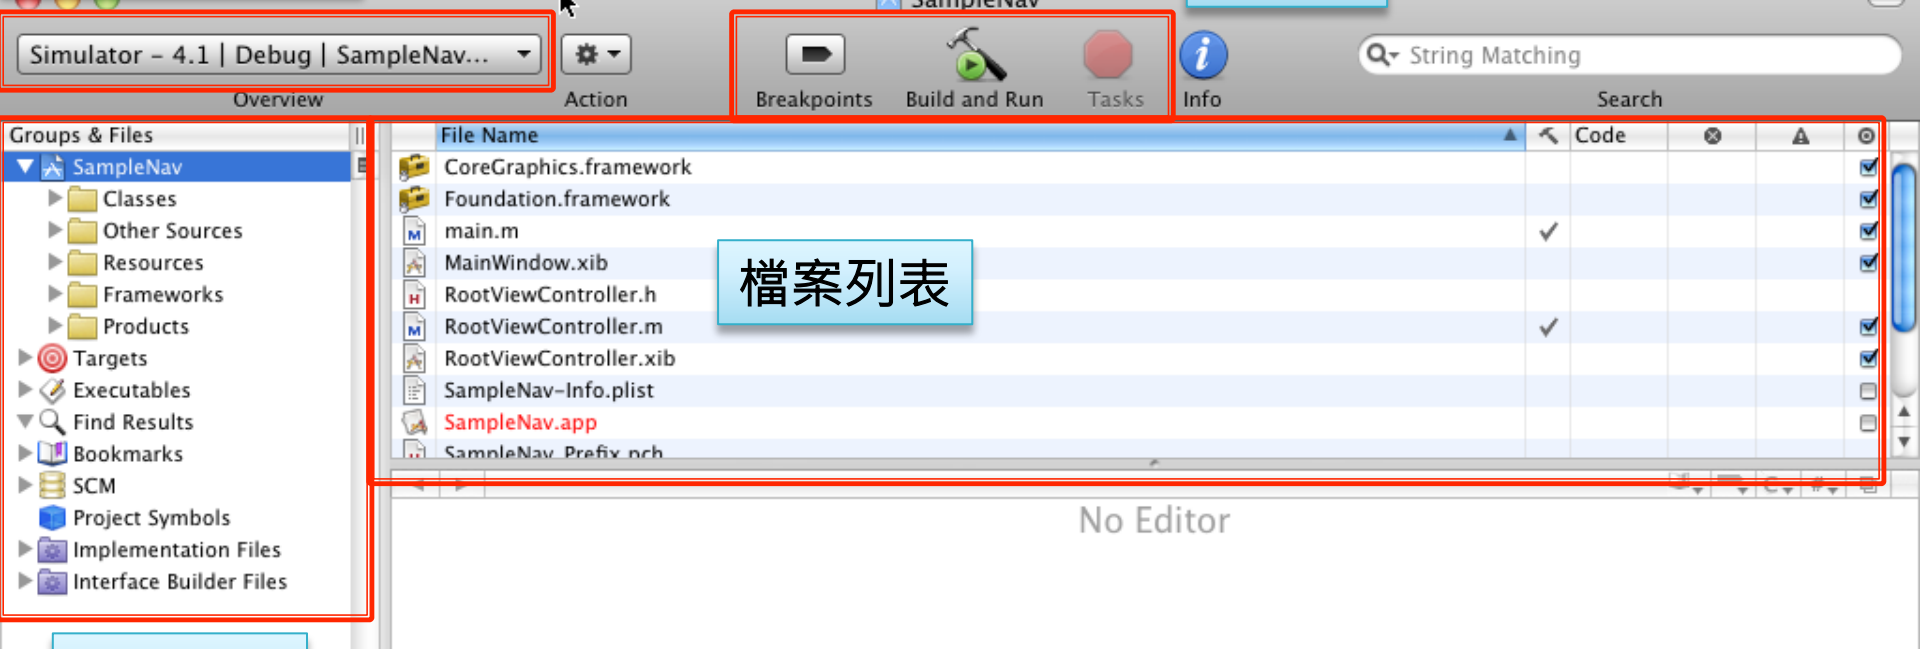 SampleNav
Simulator – 4.1 | Debug | SampleNav...
String Matching
Overview
Action
Breakpoints
Build and Run
Tasks
Info
Search
Groups & Files
File Name
Code
SampleNav
Classes
Other Sources
Resources
Frameworks
Products
Targets
Executables
Find Results
Bookmarks
SCM
Project Symbols
Implementation Files
Interface Builder Files
CoreGraphics.framework
Foundation.framework
main.m
MainWindow.xib
RootViewController.h
RootViewController.m
RootViewController.xib
SampleNav-Info.plist
SampleNav.app
SampleNav_Prefix.pch
檔案列表
No Editor